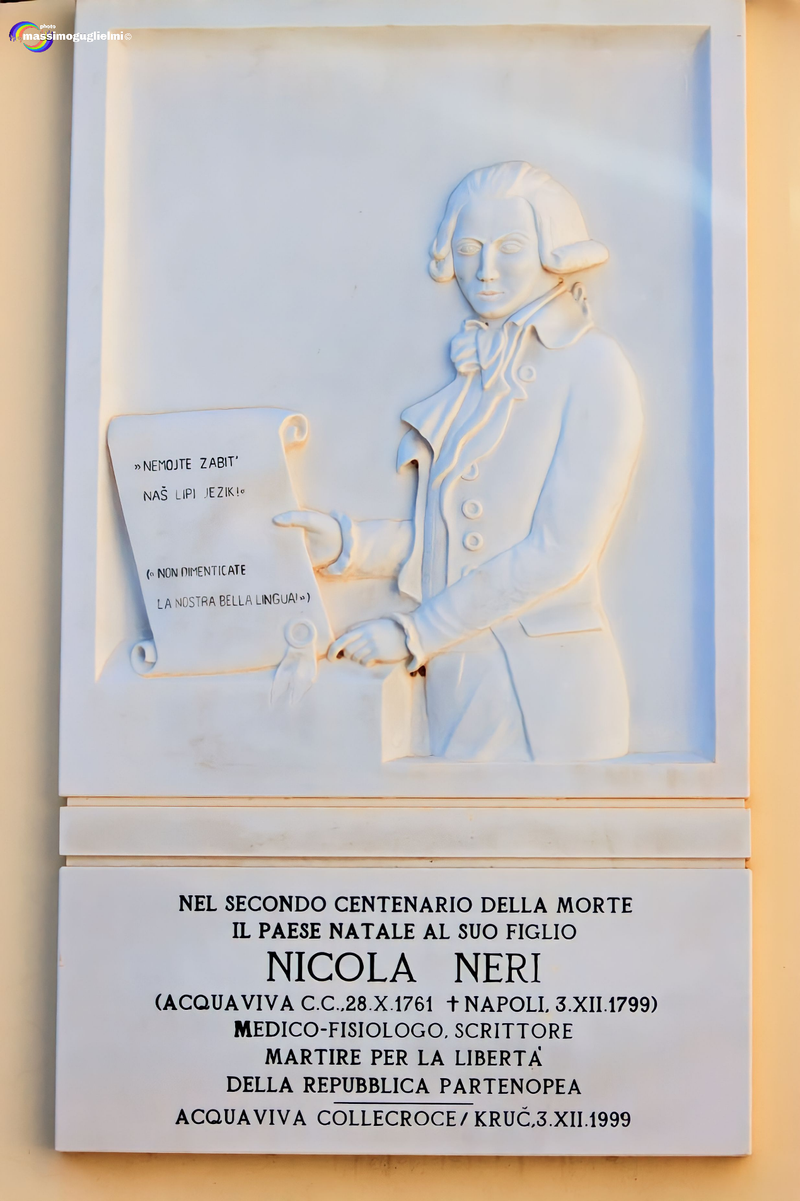 photo
massimoguglielmi©
»NEMOJTE ZABIT'
NAŠ LIPI JEZIK!«
(« NON DIMENTICATE
LA NOSTRA BELLA LINGUA!»)
NEL SECONDO CENTENARIO DELLA MORTE
IL PAESE NATALE AL SUO FIGLIO
NICOLA NERI
(ACQUAVIVA C.C.,28.X.1761 ✝ NAPOLI, 3.XII.1799)
MEDICO-FISIOLOGO, SCRITTORE
MARTIRE PER LA LIBERTA'
DELLA REPUBBLICA PARTENOPEA
ACQUAVIVA COLLECROCE/KRUČ,3.XII.1999